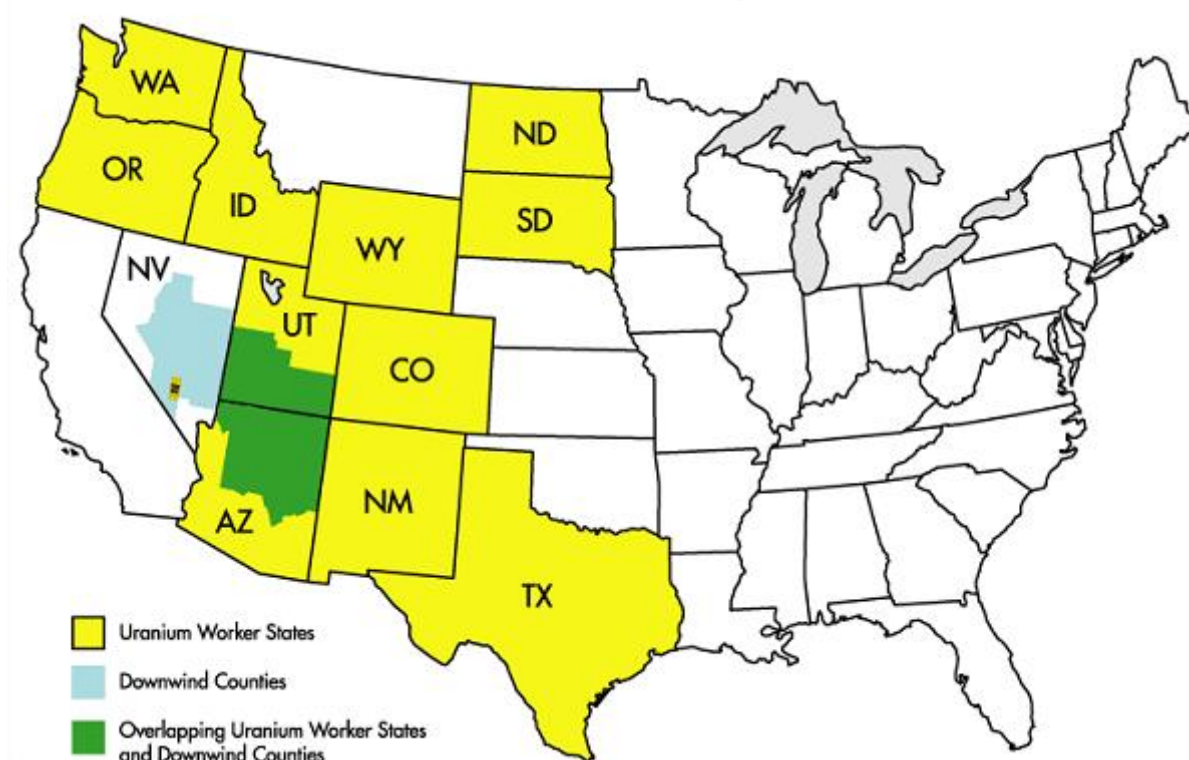 WA
ND
OR
ID
SD
WY
NV
UT
CO
NM
AZ
TX
Uranium Worker States
Downwind Counties
Overlapping Uranium Worker States
and Downwind Counties